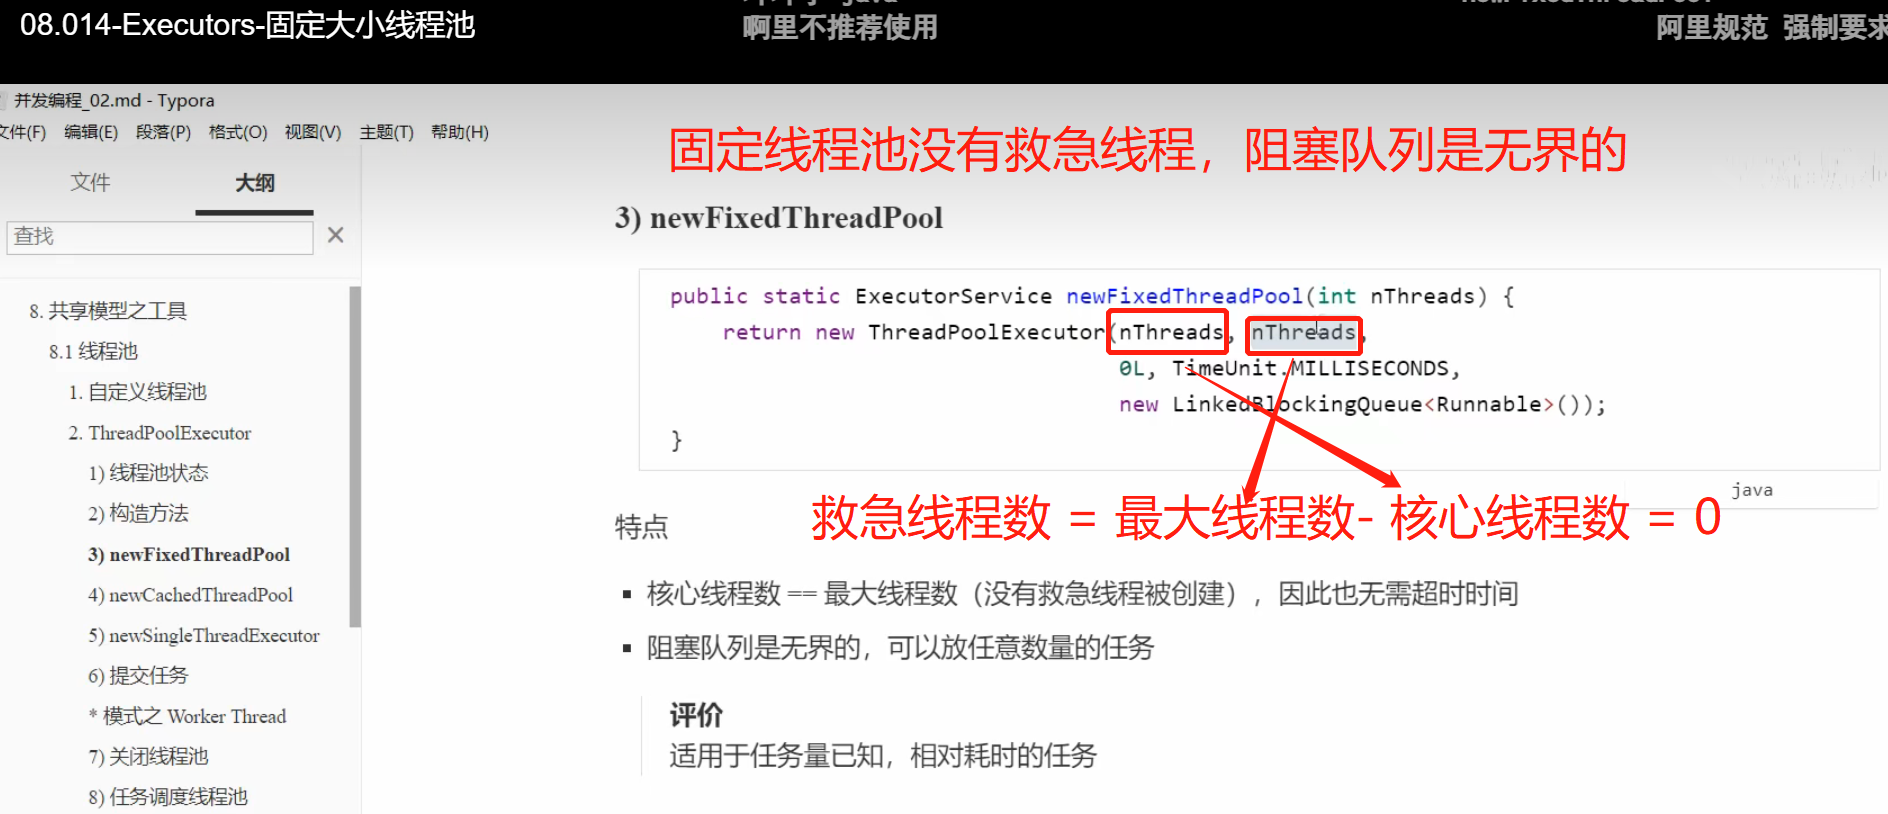 08.014-Executors-固定大小线程池
啊里不推荐使用
阿里规范 强制要求
并发编程_02.md - Typora
文件(F) 编辑(E) 段落(P) 格式(O) 视图(V) 主题(T) 帮助(H)
固定线程池没有救急线程，阻塞队列是无界的
文件 大纲
查找
8. 共享模型之工具
8.1 线程池
1. 自定义线程池
2. ThreadPoolExecutor
1) 线程池状态
2) 构造方法
3) newFixedThreadPool
4) newCachedThreadPool
5) newSingleThreadExecutor
6) 提交任务
* 模式之 Worker Thread
7) 关闭线程池
8) 任务调度线程池
3) newFixedThreadPool
public static ExecutorService newFixedThreadPool(int nThreads) {
return new ThreadPoolExecutor(nThreads, nThreads,
0L, TimeUnit.MILLISECONDS,
new LinkedBlockingQueue<Runnable>());
}
java
救急线程数 = 最大线程数- 核心线程数 = 0
特点
▪ 核心线程数 == 最大线程数（没有救急线程被创建），因此也无需超时时间
▪ 阻塞队列是无界的，可以放任意数量的任务
评价
适用于任务量已知，相对耗时的任务